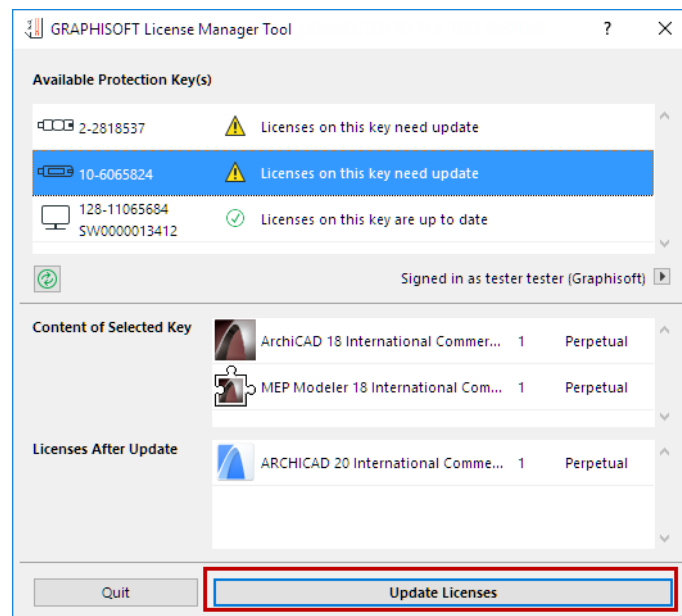 GRAPHISOFT License Manager Tool ?
Available Protection Key(s)
2-2818537 Licenses on this key need update
10-6065824 Licenses on this key need update
128-11065684
SW0000013412 Licenses on this key are up to date
Signed in as tester tester (Graphisoft)
Content of Selected Key ArchiCAD 18 International Commer... 1 Perpetual
MEP Modeler 18 International Com... 1 Perpetual
Licenses After Update ARCHICAD 20 International Comme... 1 Perpetual
Quit Update Licenses